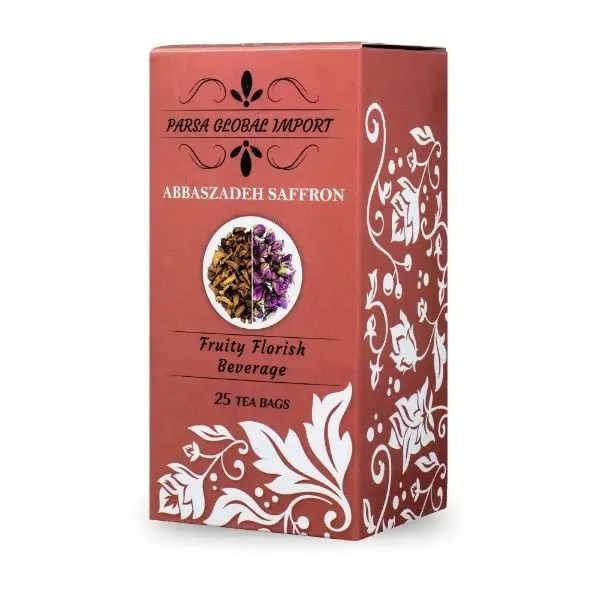 PARSA GLOBAL IMPORT
ABBASZADEH SAFFRON
Fruity Florish
Beverage
25 TEA BAGS